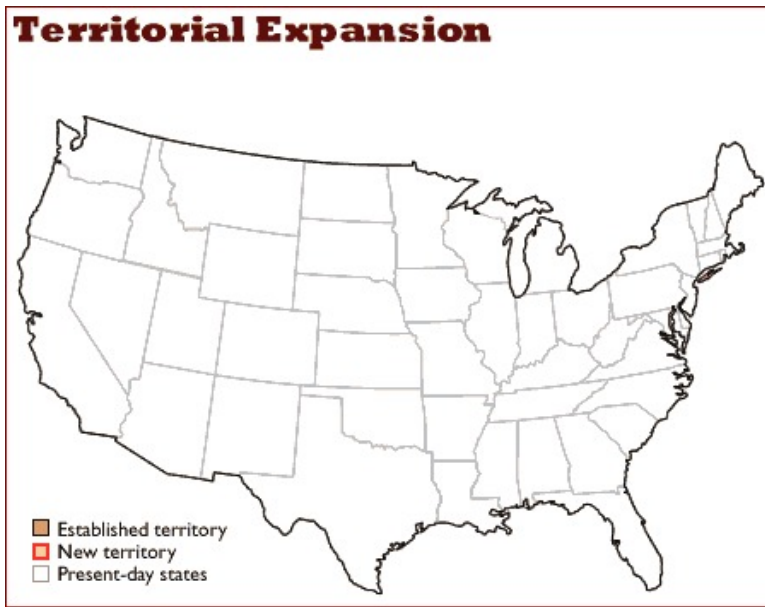 Territorial Expansion
Established territory
New territory
Present-day states